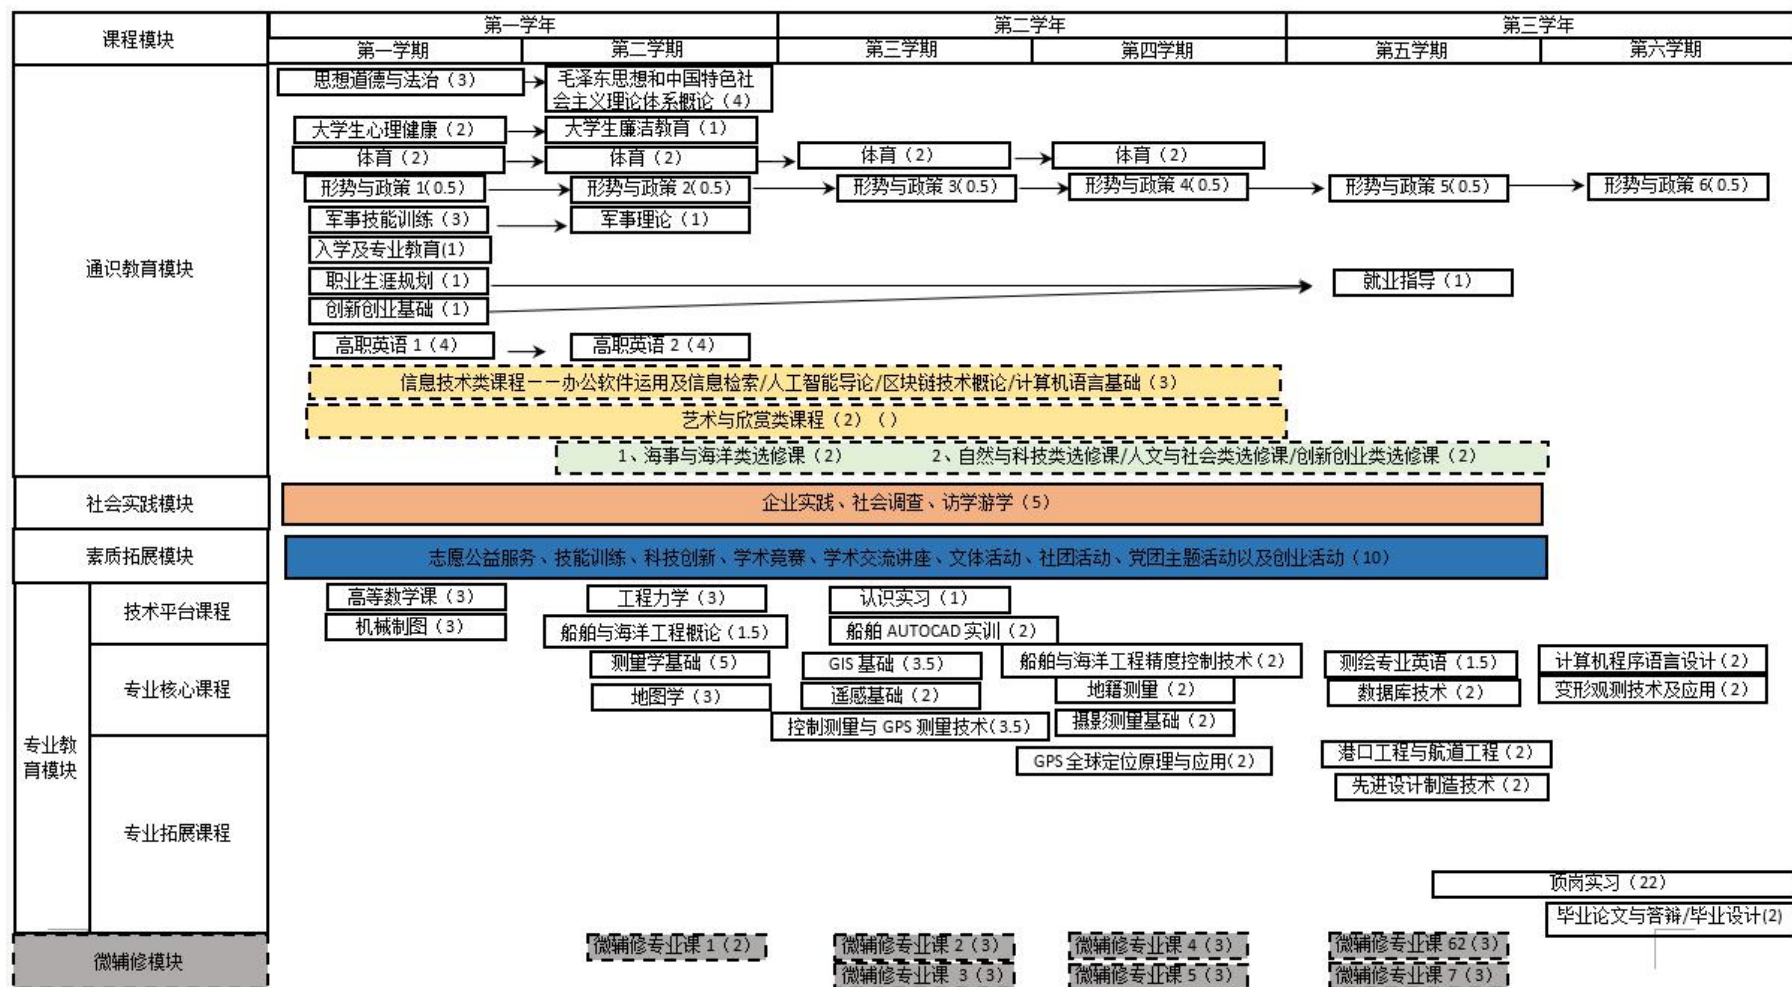 课程模块
第一学年
第二学年
第三学年
第一学期
第二学期
第三学期
第四学期
第五学期
第六学期
通识教育模块
思想道德与法治（3）
毛泽东思想和中国特色社
会主义理论体系概论（4）
大学生心理健康（2）
大学生廉洁教育（1）
体育（2）
体育（2）
体育（2）
体育（2）
形势与政策 1(0.5)
形势与政策 2(0.5)
形势与政策 3(0.5)
形势与政策 4(0.5)
形势与政策 5(0.5)
形势与政策 6(0.5)
军事技能训练（3）
军事理论（1）
入学及专业教育(1）
职业生涯规划（1）
就业指导（1）
创新创业基础（1）
高职英语 1（4）
高职英语 2（4）
信息技术类课程－－办公软件运用及信息检索/人工智能导论/区块链技术概论/计算机语言基础（3）
艺术与欣赏类课程（2）（）
1、海事与海洋类选修课（2） 2、自然与科技类选修课/人文与社会类选修课/创新创业类选修课（2）
社会实践模块
企业实践、社会调查、访学游学（5）
素质拓展模块
志愿公益服务、技能训练、科技创新、学术竞赛、学术交流讲座、文体活动、社团活动、党团主题活动以及创业活动（10）
专业教
育模块
技术平台课程
高等数学课（3）
工程力学（3）
认识实习（1）
机械制图（3）
船舶与海洋工程概论（1.5）
船舶 AUTOCAD 实训（2）
专业核心课程
测量学基础（5）
GIS 基础（3.5）
船舶与海洋工程精度控制技术（2）
测绘专业英语（1.5）
计算机程序语言设计（2）
地图学（3）
遥感基础（2）
地籍测量（2）
数据库技术（2）
变形观测技术及应用（2）
控制测量与 GPS 测量技术(3.5）
摄影测量基础（2）
专业拓展课程
GPS 全球定位原理与应用(2）
港口工程与航道工程（2）
先进设计制造技术（2）
顶岗实习（22）
毕业论文与答辩/毕业设计(2)
微辅修模块
微辅修专业课 1（2）
微辅修专业课 2（3）
微辅修专业课 4（3）
微辅修专业课 62（3）
微辅修专业课 3（3）
微辅修专业课 5（3）
微辅修专业课 7（3）